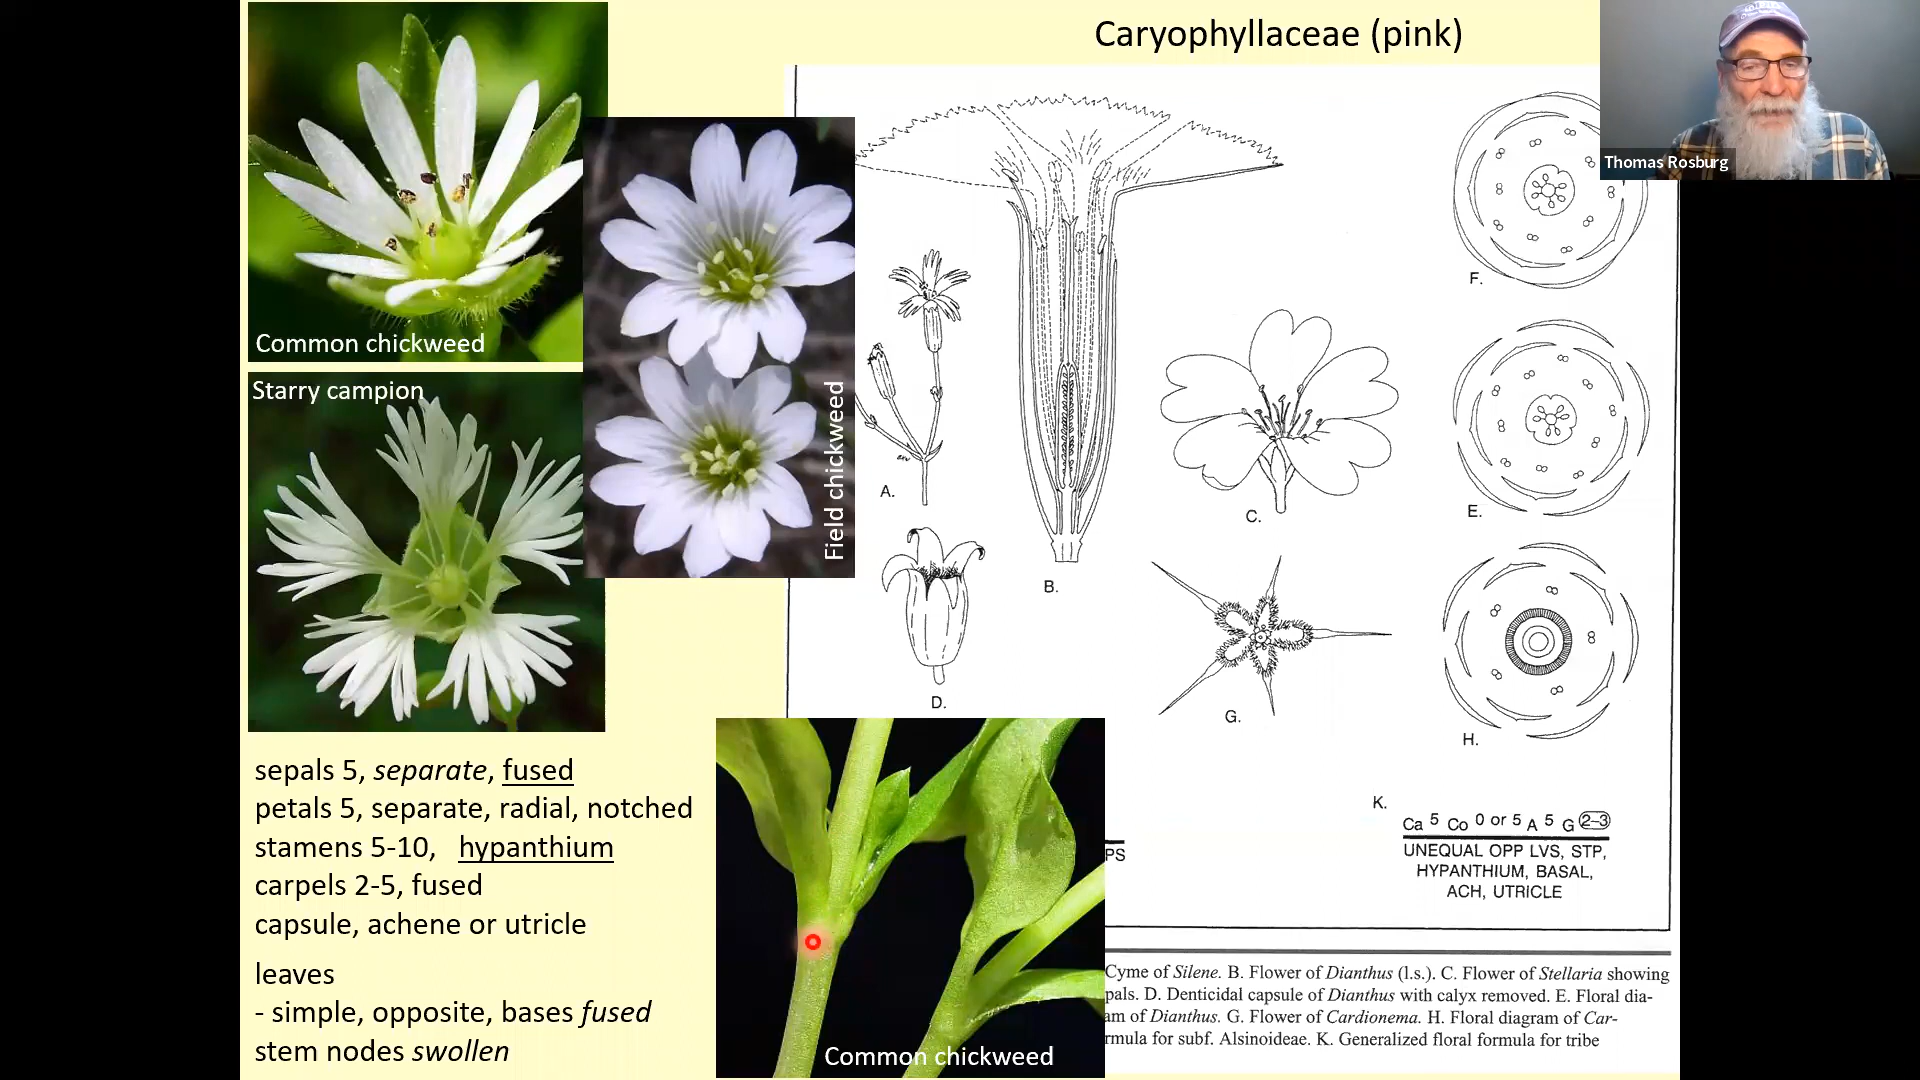 Caryophyllaceae (pink)
Thomas Rosburg
Common chickweed
Starry campion
Field chickweed
A.
B.
C.
D.
E.
F.
G.
H.
sepals 5, separate, fused
petals 5, separate, radial, notched
stamens 5-10, hypanthium
carpels 2-5, fused
capsule, achene or utricle
leaves
- simple, opposite, bases fused
stem nodes swollen
Common chickweed
PS
K.
Ca 5 Co 0 or 5 A 5 G 2–3
UNEQUAL OPP LVS, STP,
HYPANTHIUM, BASAL,
ACH, UTRICLE
Cyme of Silene. B. Flower of Dianthus (l.s.). C. Flower of Stellaria showing
pals. D. Denticidal capsule of Dianthus with calyx removed. E. Floral dia-
am of Dianthus. G. Flower of Cardionema. H. Floral diagram of Car-
rmula for subf. Alsinoideae. K. Generalized floral formula for tribe